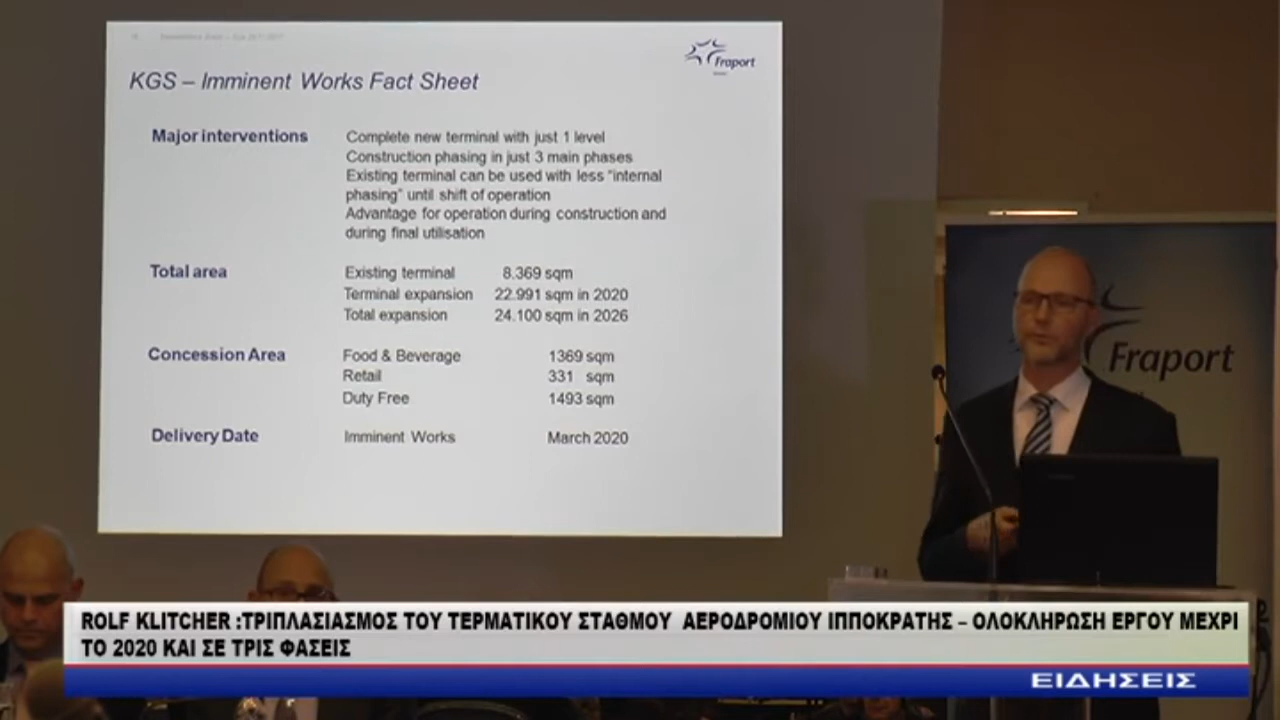 Fraport
KGS – Imminent Works Fact Sheet
Major interventions Complete new terminal with just 1 level
Construction phasing in just 3 main phases
Existing terminal can be used with less "internal
phasing" until shift of operation
Advantage for operation during construction and
during final utilisation
Total area Existing terminal 8.369 sqm
Terminal expansion 22.991 sqm in 2020
Total expansion 24.100 sqm in 2026
Concession Area Food & Beverage 1369 sqm
Retail 331 sqm
Duty Free 1493 sqm
Delivery Date Imminent Works March 2020
Fraport
ROLF KLITCHER :ΤΡΙΠΛΑΣΙΑΣΜΟΣ ΤΟΥ ΤΕΡΜΑΤΙΚΟΥ ΣΤΑΘΜΟΥ ΑΕΡΟΔΡΟΜΙΟΥ ΙΠΠΟΚΡΑΤΗΣ – ΟΛΟΚΛΗΡΩΣΗ ΕΡΓΟΥ ΜΕΧΡΙ
ΤΟ 2020 ΚΑΙ ΣΕ ΤΡΙΣ ΦΑΣΕΙΣ
ΕΙΔΗΣΕΙΣ